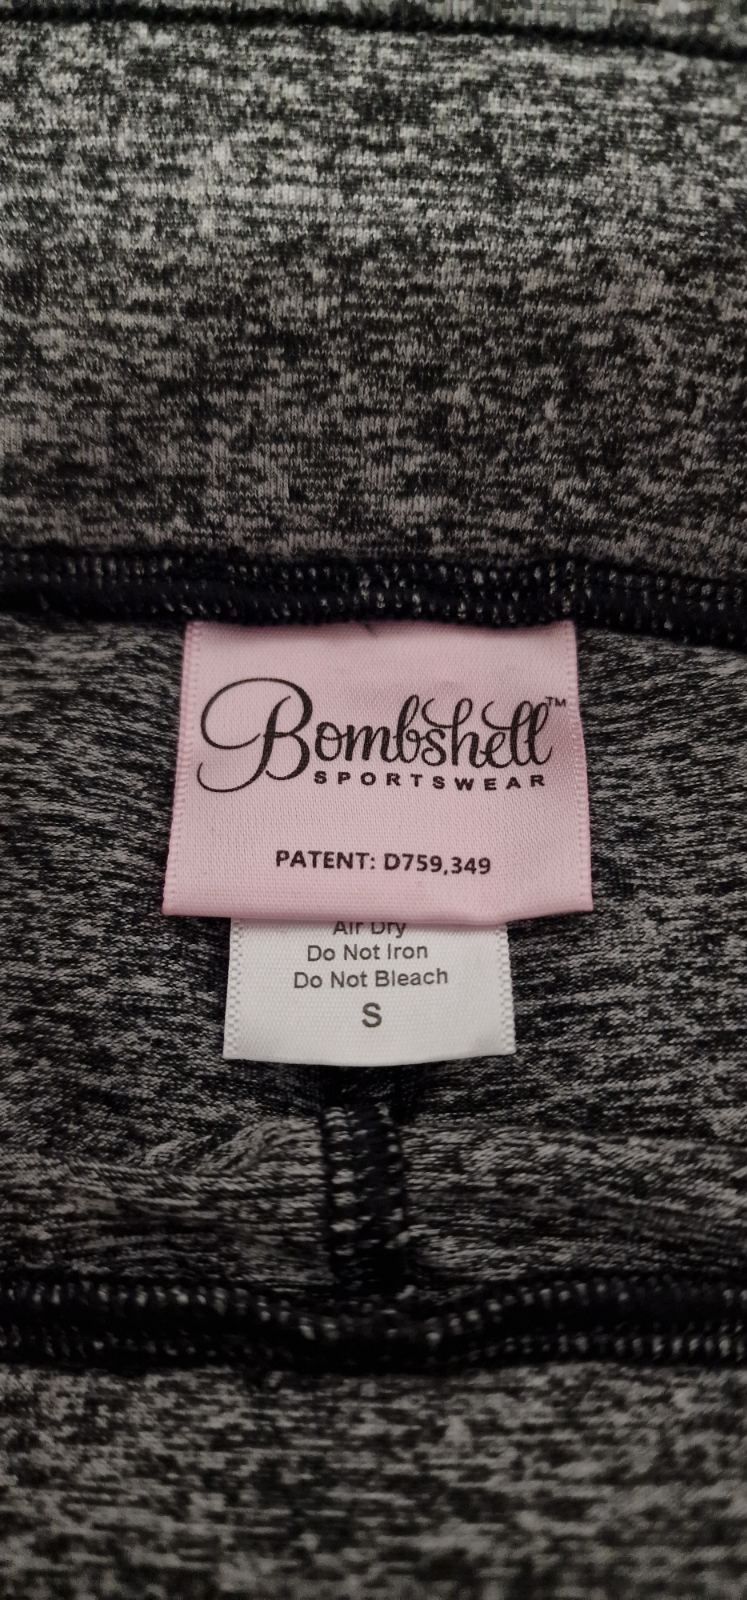 Bombshell™
SPORTSWEAR
PATENT: D759,349
Air Dry
Do Not Iron
Do Not Bleach
S